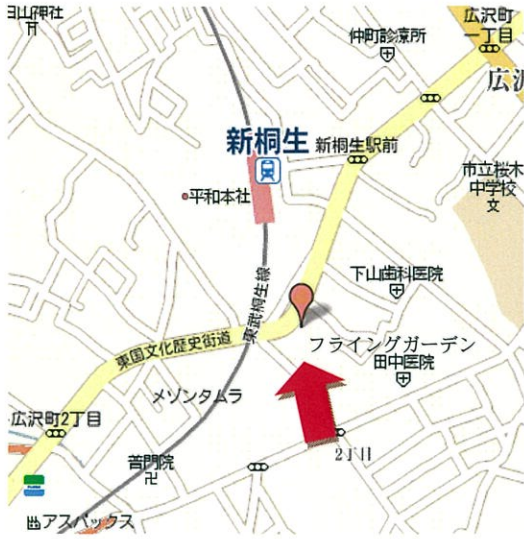 日山神社
仲町診療所
広沢町
一丁目
広沢
新桐生
新桐生駅前
市立桜木
中学校
文
平和本社
下山歯科医院
東武桐生線
東国文化歴史街道
フライングガーデン
田中医院
メゾンタムラ
広沢町2丁目
2丁目
普門院
アスパックス